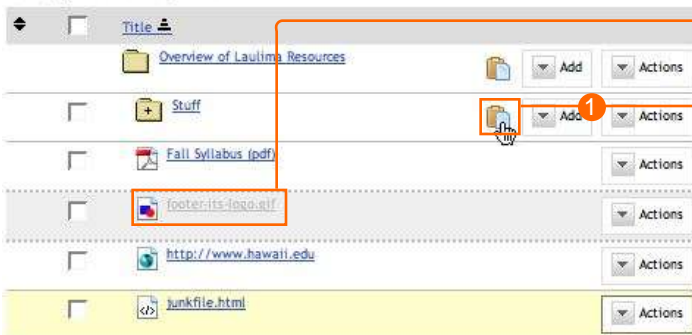 Title
Overview of Laulima Resources Add Actions
Stuff 1 Add Actions
Fall Syllabus (pdf) Actions
footer-its-logo.gif Actions
http://www.hawaii.edu Actions
junkfile.html Actions